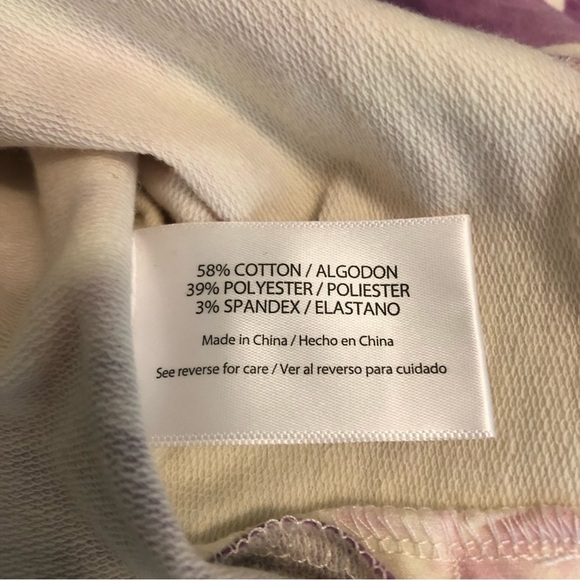 58% COTTON / ALGODON
39% POLYESTER / POLIESTER
3% SPANDEX / ELASTANO
Made in China / Hecho en China
See reverse for care / Ver al reverso para cuidado